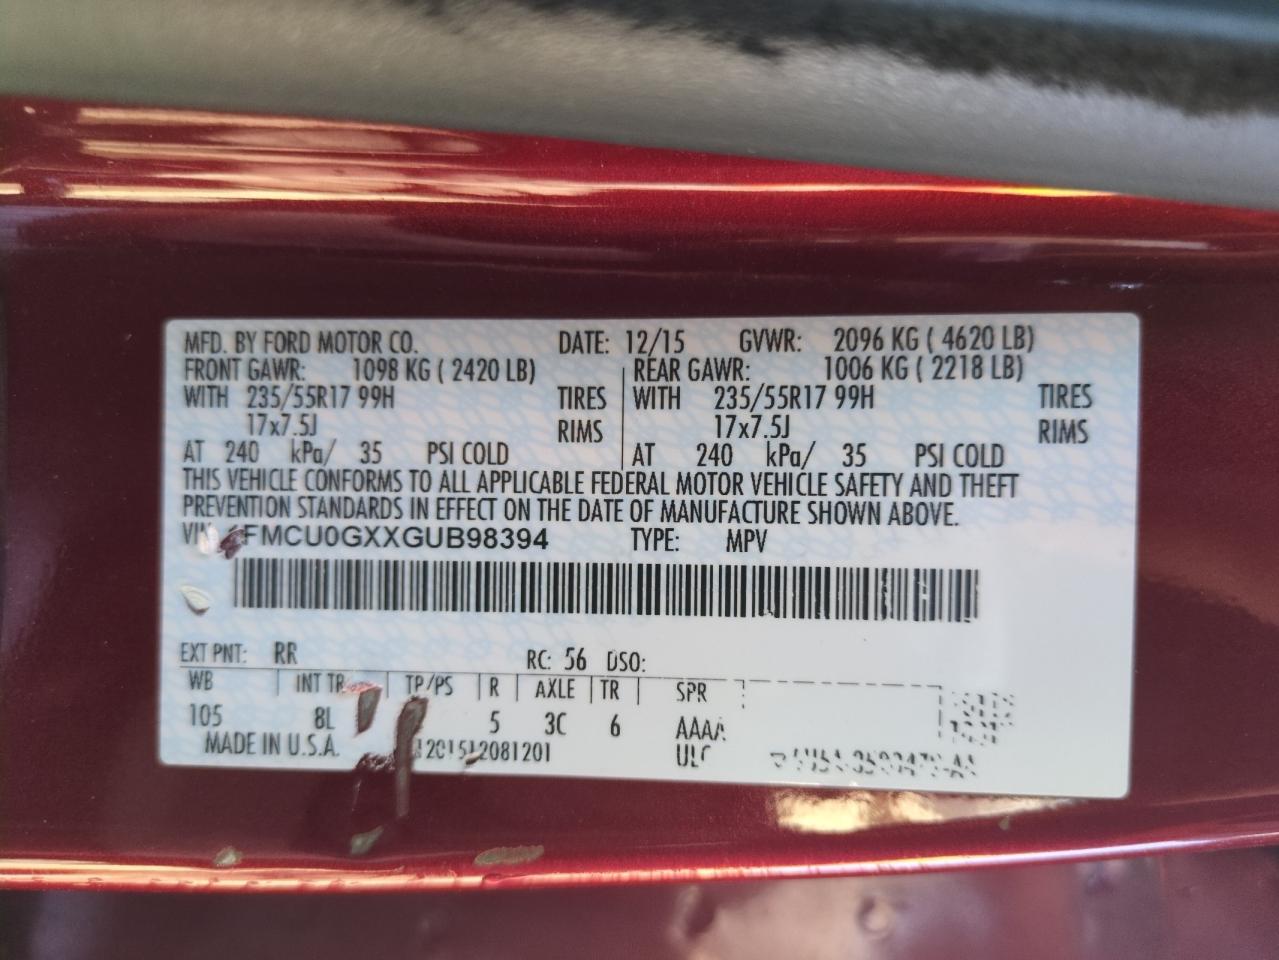 MFD. BY FORD MOTOR CO. DATE: 12/15 GVWR: 2096 KG ( 4620 LB)
FRONT GAWR: 1098 KG ( 2420 LB) REAR GAWR: 1006 KG ( 2218 LB)
WITH 235/55R17 99H TIRES WITH 235/55R17 99H TIRES
17x7.5J RIMS 17x7.5J RIMS
AT 240 kPa/ 35 PSI COLD AT 240 kPa/ 35 PSI COLD
THIS VEHICLE CONFORMS TO ALL APPLICABLE FEDERAL MOTOR VEHICLE SAFETY AND THEFT
PREVENTION STANDARDS IN EFFECT ON THE DATE OF MANUFACTURE SHOWN ABOVE.
FMCU0GXXGUB98394 TYPE: MPV
EXT PNT: RR RC: 56 DSO:
WB INT TR TP/PS R AXLE TR SPR
105 8L 5 3C 6 AAAA
MADE IN U.S.A. 1201512081201 ULC